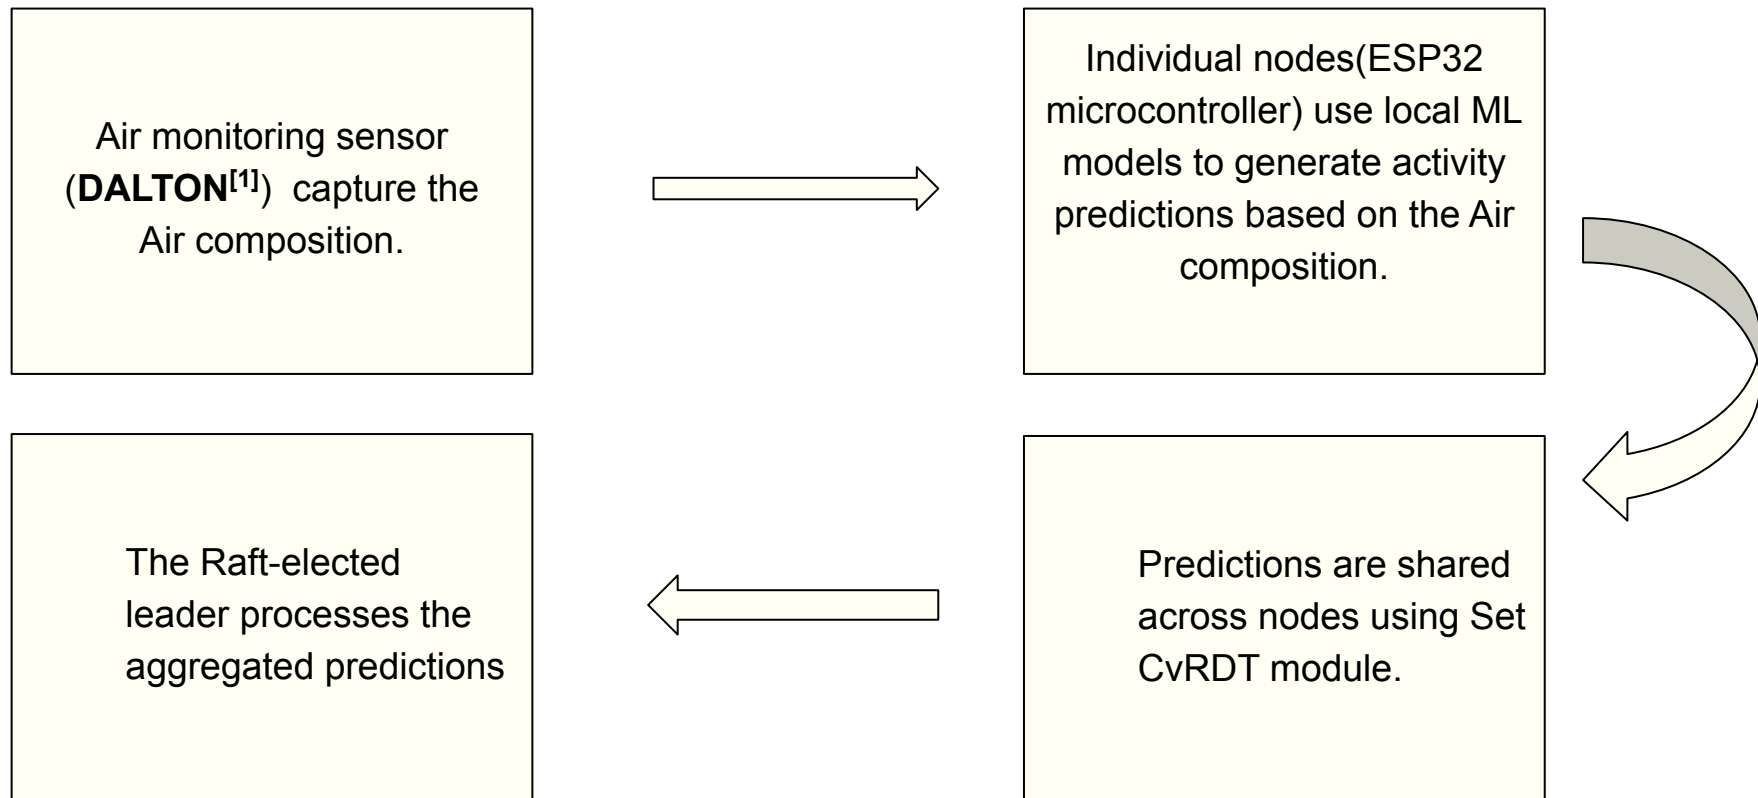 Air monitoring sensor
(DALTON[1])  capture the
Air composition.
Individual nodes(ESP32
microcontroller) use local ML
models to generate activity
predictions based on the Air
composition.
Predictions are shared
across nodes using Set
CvRDT module.
The Raft-elected
leader processes the
aggregated predictions